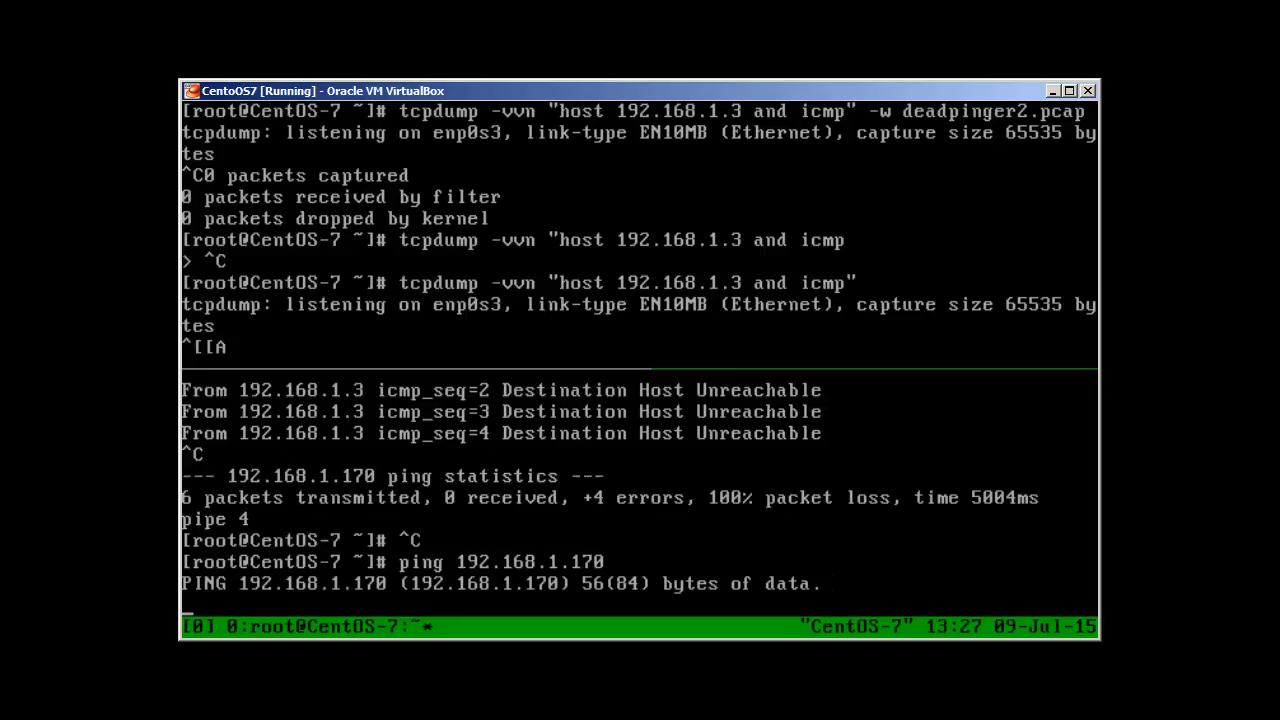 CentoOS7 [Running] - Oracle VM VirtualBox
[root@CentOS-7 ~]# tcpdump -vvn "host 192.168.1.3 and icmp" -w deadpinger2.pcap
tcpdump: listening on enp0s3, link-type EN10MB (Ethernet), capture size 65535 by
tes
^C0 packets captured
0 packets received by filter
0 packets dropped by kernel
[root@CentOS-7 ~]# tcpdump -vvn "host 192.168.1.3 and icmp
> ^C
[root@CentOS-7 ~]# tcpdump -vvn "host 192.168.1.3 and icmp"
tcpdump: listening on enp0s3, link-type EN10MB (Ethernet), capture size 65535 by
tes
^[[A
From 192.168.1.3 icmp_seq=2 Destination Host Unreachable
From 192.168.1.3 icmp_seq=3 Destination Host Unreachable
From 192.168.1.3 icmp_seq=4 Destination Host Unreachable
^C
--- 192.168.1.170 ping statistics ---
6 packets transmitted, 0 received, +4 errors, 100% packet loss, time 5004ms
pipe 4
[root@CentOS-7 ~]# ^C
[root@CentOS-7 ~]# ping 192.168.1.170
PING 192.168.1.170 (192.168.1.170) 56(84) bytes of data.
[0] 0:root@CentOS-7:~* "CentOS-7" 13:27 09-Jul-15